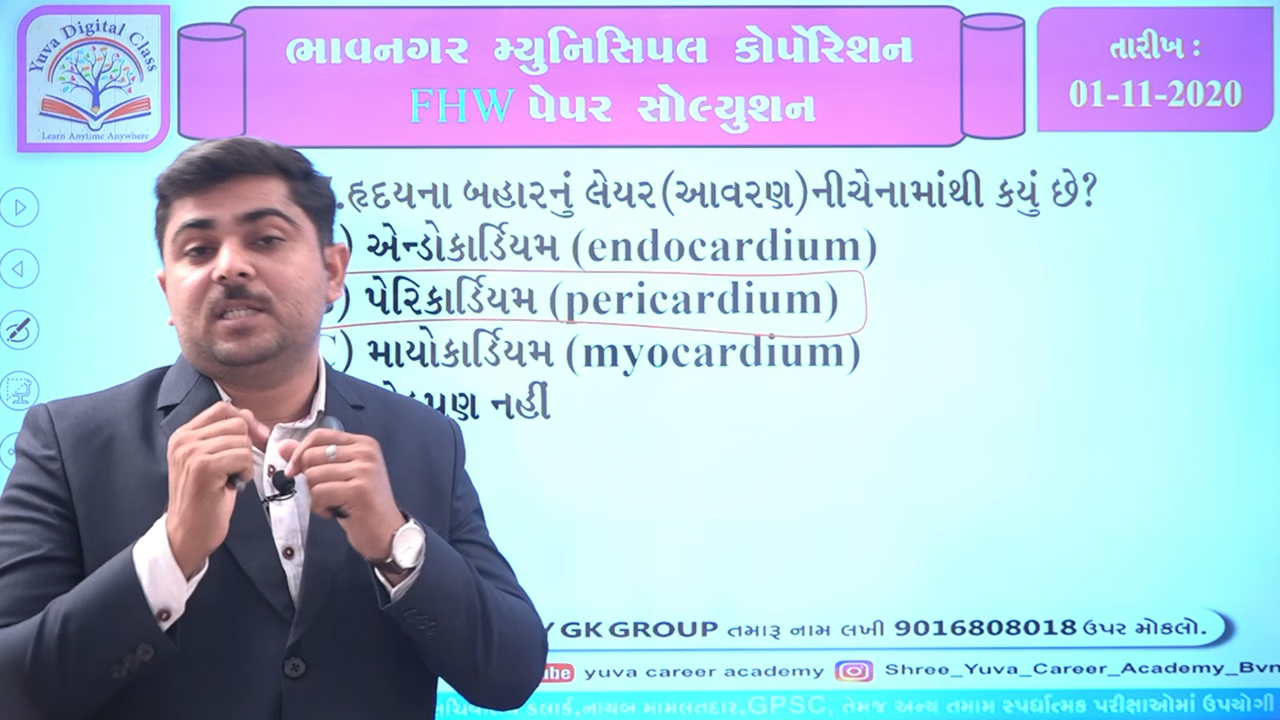 Yuva Digital Class
Learn Anytime Anywhere
ભાવનગર મ્યુનિસિપલ કોર્પોરેશન
FHW પેપર સોલ્યુશન
તારીખ :
01-11-2020
.હૃદયના બહારનું લેયર(આવરણ)નીચેનામાંથી કયું છે?
) એન્ડોકાર્ડિયમ (endocardium)
) પેરિકાર્ડિયમ (pericardium)
C) માયોકાર્ડિયમ (myocardium)
નહીં
Y GK GROUP તમારૂ નામ લખી 9016808018 ઉપર મોકલો.
yuva career academy Shree_Yuva_Career_Academy_Bvn
કલાર્ક,નાયબ મામલતદાર,GPSC, તેમજ અન્ય તમામ સ્પર્ધાત્મક પરીક્ષાઓમાં ઉપયોગી